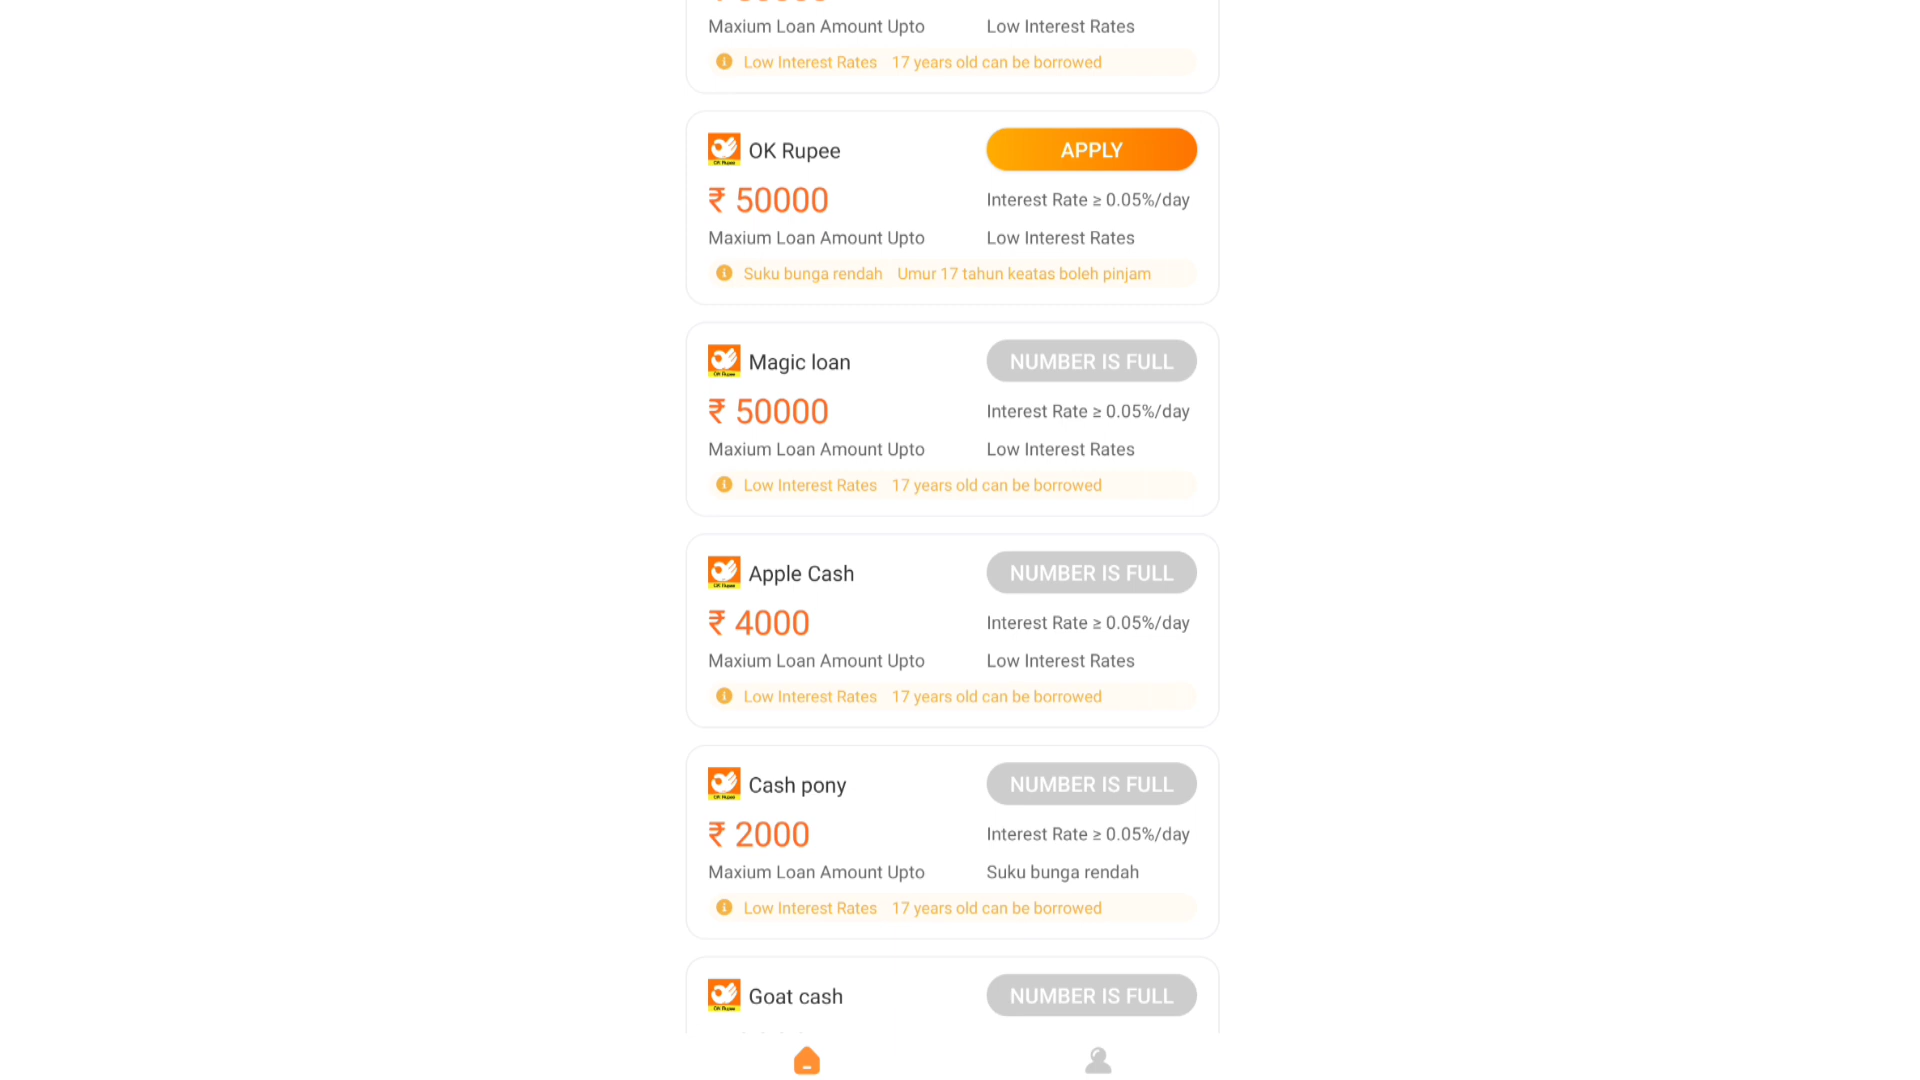 Maxium Loan Amount Upto Low Interest Rates
Low Interest Rates 17 years old can be borrowed
OK Rupee APPLY
₹ 50000 Interest Rate ≥ 0.05%/day
Maxium Loan Amount Upto Low Interest Rates
Suku bunga rendah Umur 17 tahun keatas boleh pinjam
Magic loan NUMBER IS FULL
₹ 50000 Interest Rate ≥ 0.05%/day
Maxium Loan Amount Upto Low Interest Rates
Low Interest Rates 17 years old can be borrowed
Apple Cash NUMBER IS FULL
₹ 4000 Interest Rate ≥ 0.05%/day
Maxium Loan Amount Upto Low Interest Rates
Low Interest Rates 17 years old can be borrowed
Cash pony NUMBER IS FULL
₹ 2000 Interest Rate ≥ 0.05%/day
Maxium Loan Amount Upto Suku bunga rendah
Low Interest Rates 17 years old can be borrowed
Goat cash NUMBER IS FULL